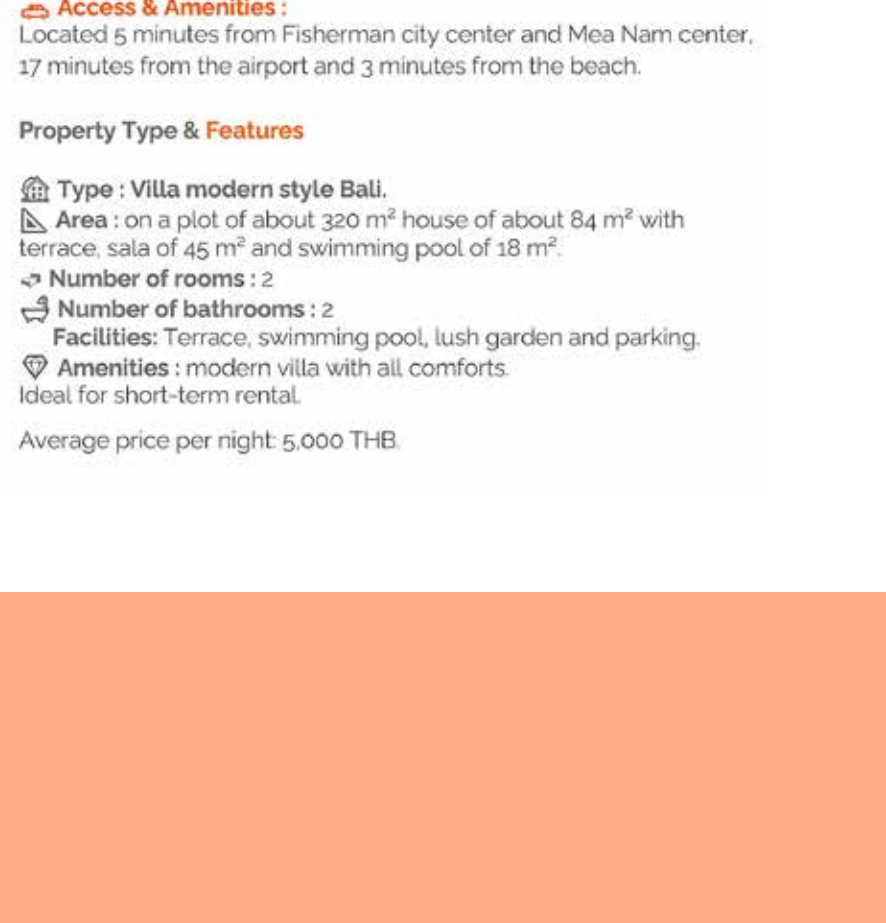 Access & Amenities :
Located 5 minutes from Fisherman city center and Mea Nam center,
17 minutes from the airport and 3 minutes from the beach.
Property Type & Features
Type : Villa modern style Bali.
Area : on a plot of about 320 m² house of about 84 m² with
terrace, sala of 45 m² and swimming pool of 18 m².
Number of rooms : 2
Number of bathrooms : 2
Facilities: Terrace, swimming pool, lush garden and parking.
Amenities : modern villa with all comforts.
Ideal for short-term rental.
Average price per night: 5,000 THB.